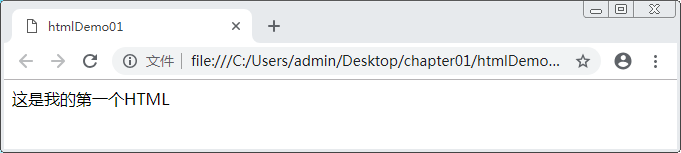 htmlDemo01
文件 file:///C:/Users/admin/Desktop/chapter01/htmlDemo...
这是我的第一个HTML